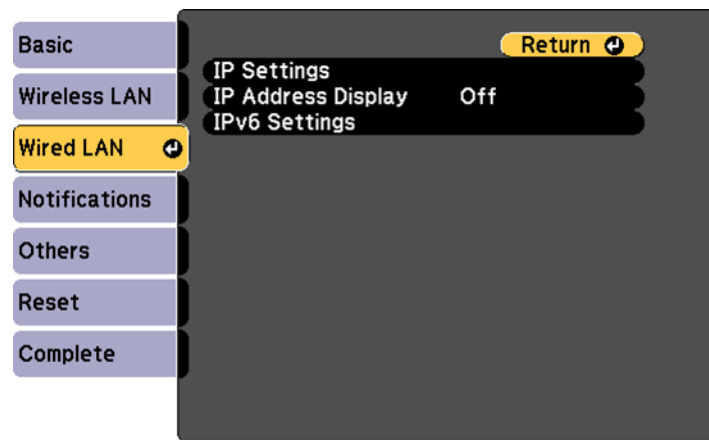 Basic
Wireless LAN
Wired LAN
Notifications
Others
Reset
Complete
Return
IP Settings
IP Address Display Off
IPv6 Settings